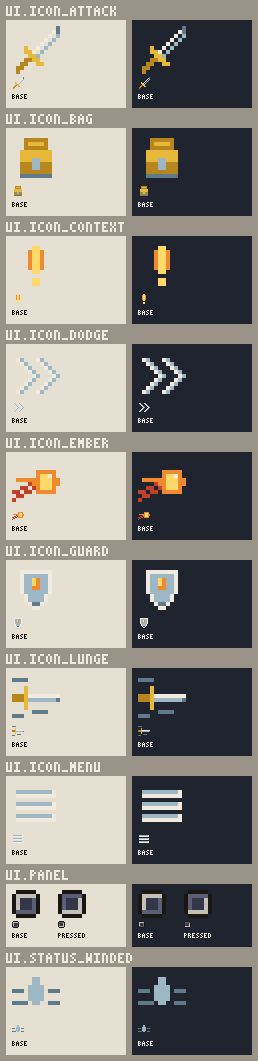 UI.ICON_ATTACK
BASE BASE
UI.ICON_BAG
BASE BASE
UI.ICON_CONTEXT
BASE BASE
UI.ICON_DODGE
BASE BASE
UI.ICON_EMBER
BASE BASE
UI.ICON_GUARD
BASE BASE
UI.ICON_LUNGE
BASE BASE
UI.ICON_MENU
BASE BASE
UI.PANEL
BASE PRESSED BASE PRESSED
UI.STATUS_WINDED
BASE BASE